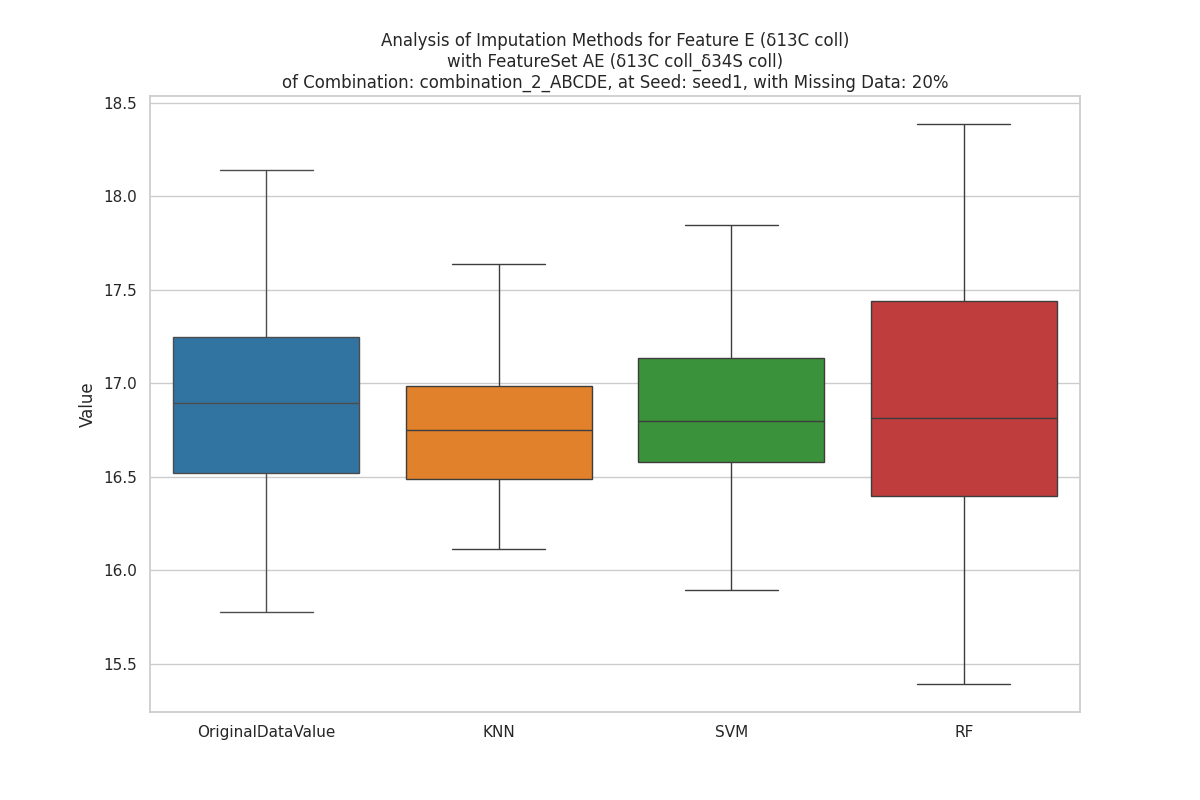 Analysis of Imputation Methods for Feature E (δ13C coll)
with FeatureSet AE (δ13C coll_δ34S coll)
of Combination: combination_2_ABCDE, at Seed: seed1, with Missing Data: 20%
18.5
18.0
17.5
17.0
16.5
16.0
15.5
Value
OriginalDataValue
KNN
SVM
RF